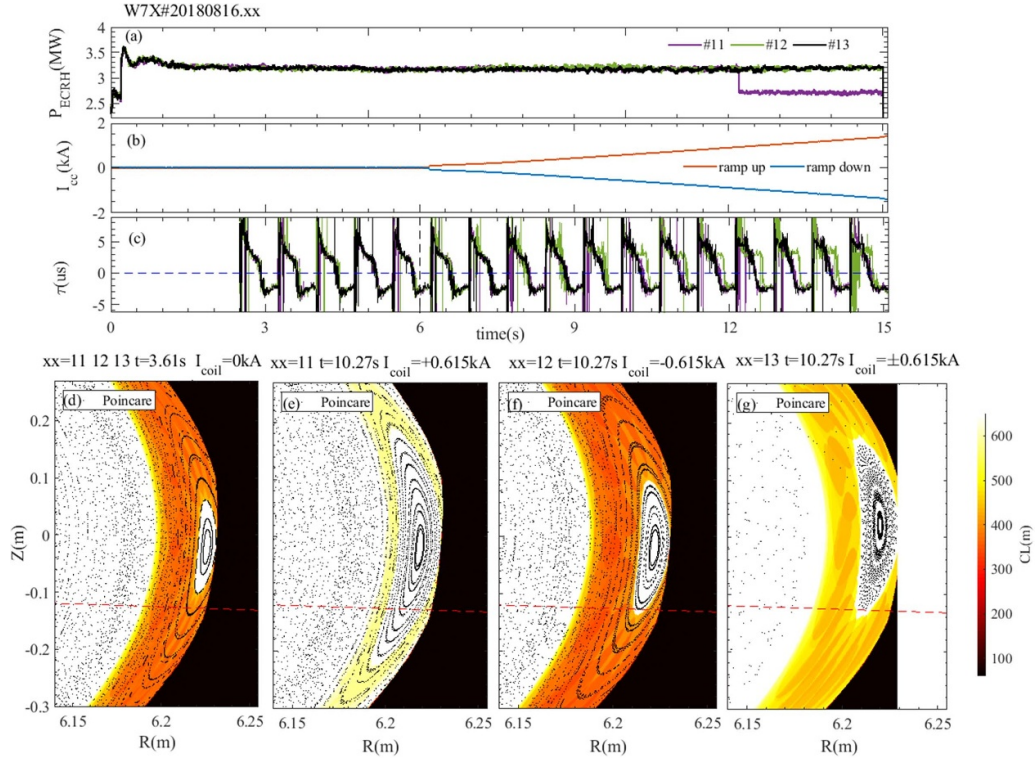 W7X#20180816.xx
(a)
#11 #12 #13
P_ECRH(MW)
3.5
3
2.5
2
(b)
I_cc(kA)
0
ramp up ramp down
-2
(c)
τ(us)
5
0
-5
0 3 6 9 12 15
time(s)
xx=11 12 13 t=3.61s I_coil=0kA
xx=11 t=10.27s I_coil=+0.615kA
xx=12 t=10.27s I_coil=-0.615kA
xx=13 t=10.27s I_coil=±0.615kA
(d) Poincare
(e) Poincare
(f) Poincare
(g) Poincare
Z(m)
0.2
0.1
0
-0.1
-0.2
-0.3
6.15 6.2 6.25
6.15 6.2 6.25
6.15 6.2 6.25
6.15 6.2 6.25
R(m)
R(m)
R(m)
R(m)
600
500
400
300
200
100
CL(m)